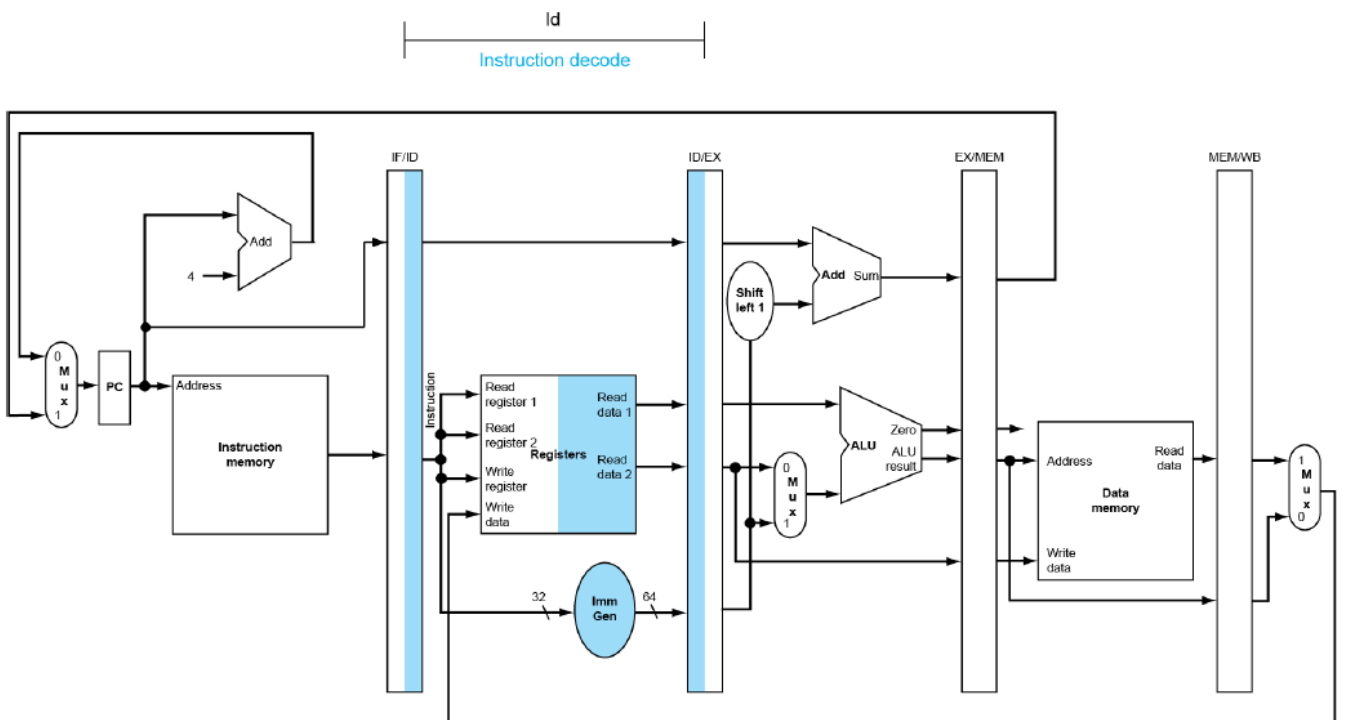 Id
Instruction decode
IF/ID
ID/EX
EX/MEM
MEM/WB
Add
4
0
M
u
x
1
PC
Address
Instruction
memory
Instruction
Read
register 1
Read
register 2
Registers
Write
register
Write
data
Read
data 1
Read
data 2
32
Imm
Gen
64
Shift
left 1
Add Sum
0
M
u
x
1
ALU
Zero
ALU
result
Address
Read
data
Data
memory
Write
data
1
M
u
x
0